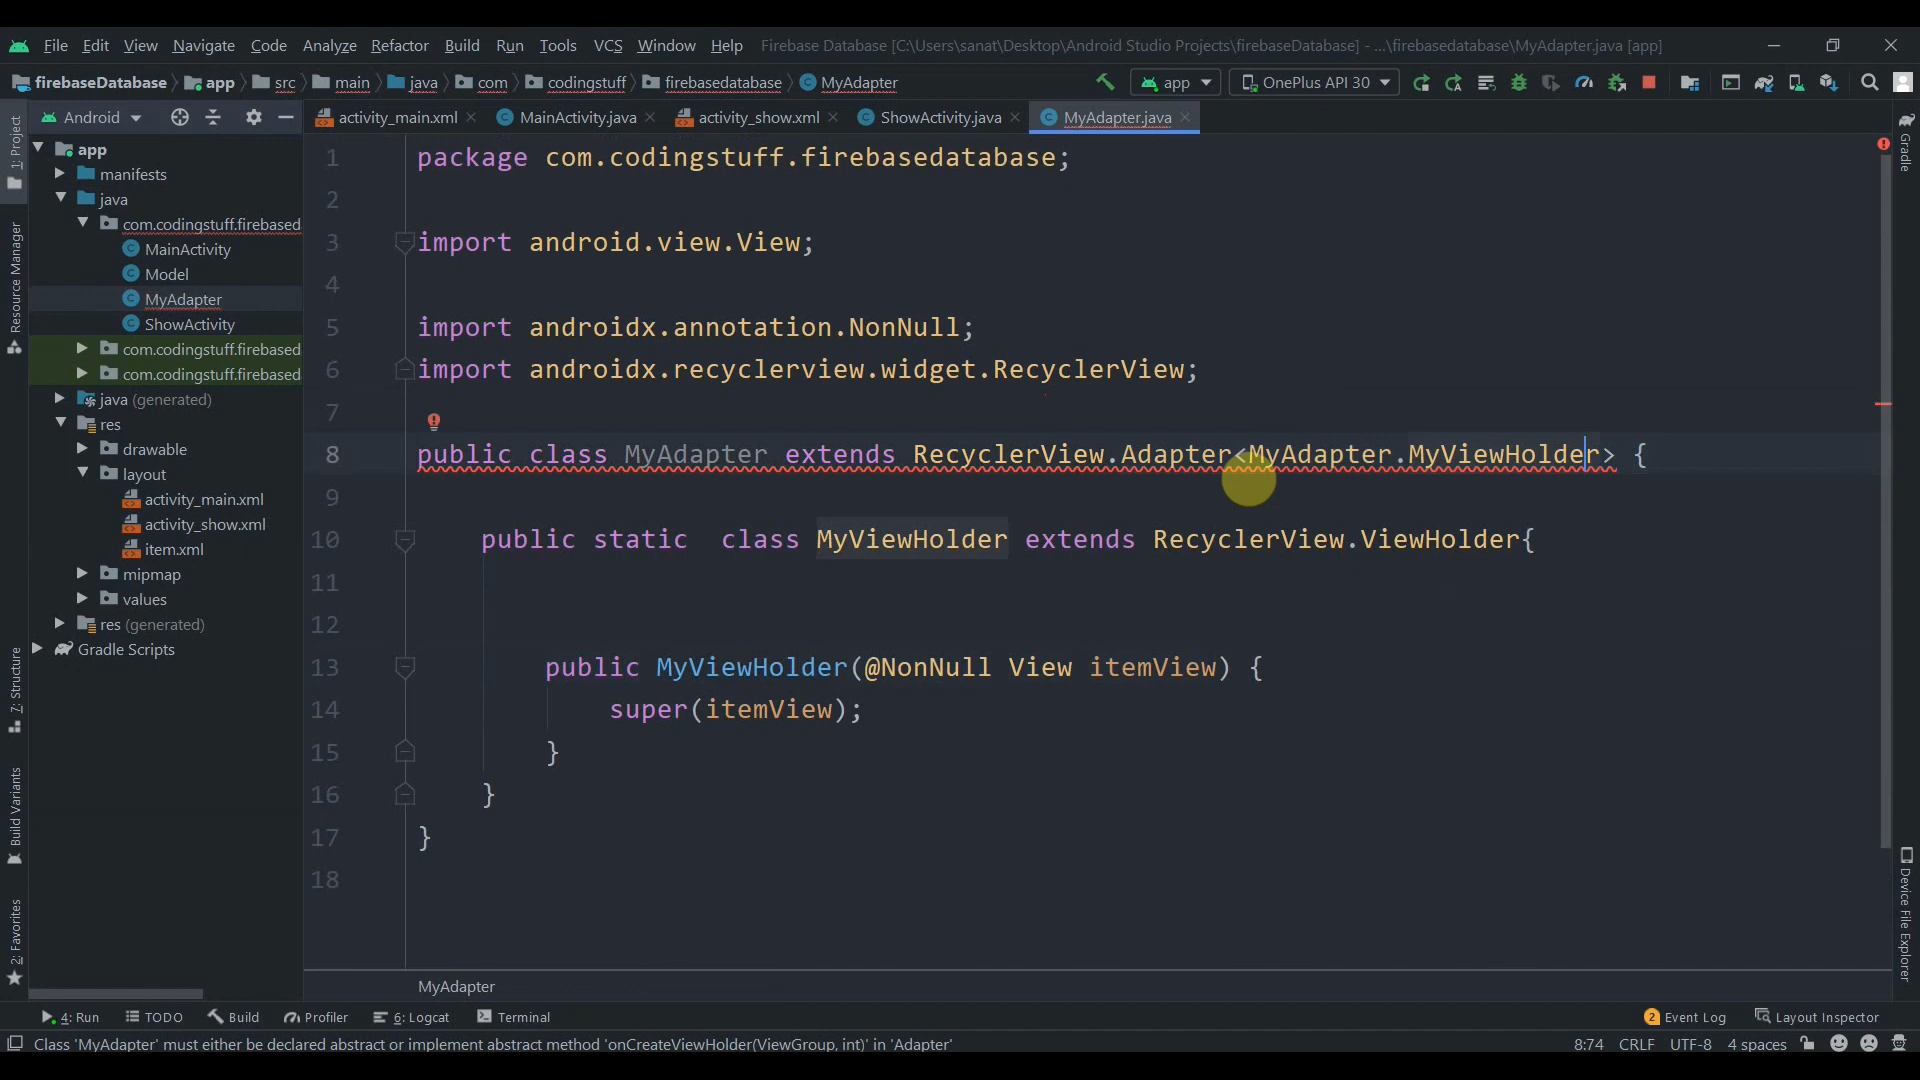 File Edit View Navigate Code Analyze Refactor Build Run Tools VCS Window Help Firebase Database [C:\Users\sanat\Desktop\Android Studio Projects\firebaseDatabase] - ...\firebasedatabase\MyAdapter.java [app]
firebaseDatabase app src main java com codingstuff firebasedatabase MyAdapter app OnePlus API 30
Android activity_main.xml MainActivity.java activity_show.xml ShowActivity.java MyAdapter.java
1: Project
Resource Manager
7: Structure
Build Variants
2: Favorites
app
manifests
java
com.codingstuff.firebased
MainActivity
Model
MyAdapter
ShowActivity
com.codingstuff.firebased
com.codingstuff.firebased
java (generated)
res
drawable
layout
activity_main.xml
activity_show.xml
item.xml
mipmap
values
res (generated)
Gradle Scripts
1 package com.codingstuff.firebasedatabase;
2
3 import android.view.View;
4
5 import androidx.annotation.NonNull;
6 import androidx.recyclerview.widget.RecyclerView;
7
8 public class MyAdapter extends RecyclerView.Adapter<MyAdapter.MyViewHolder> {
9
10 public static  class MyViewHolder extends RecyclerView.ViewHolder{
11
12
13 public MyViewHolder(@NonNull View itemView) {
14 super(itemView);
15 }
16 }
17 }
18
MyAdapter
Gradle
Device File Explorer
4: Run TODO Build Profiler 6: Logcat Terminal 2 Event Log Layout Inspector
Class 'MyAdapter' must either be declared abstract or implement abstract method 'onCreateViewHolder(ViewGroup, int)' in 'Adapter' 8:74 CRLF UTF-8 4 spaces